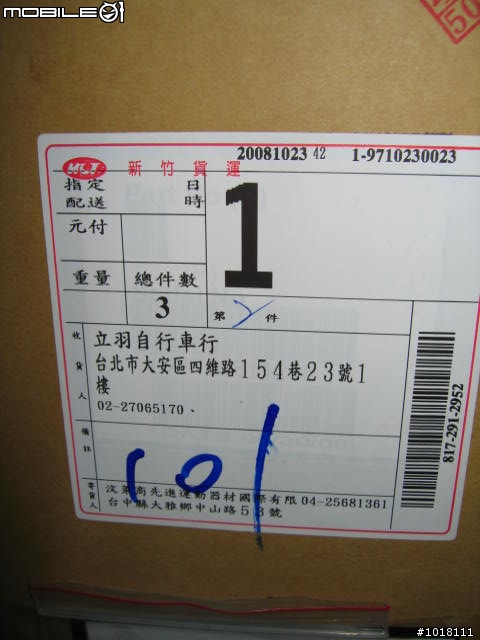 mobile01
50
20081023 42 1-9710230023
HCT 新竹貨運
指定配送 日時
1
元付
重量 總件數
3 第 2 件
收貨人
立羽自行車行
台北市大安區四維路154巷23號1
樓
02-27065170、
備註
101
寄貨人
先進運動器材國際有限04-25681361
台中縣大雅鄉中山路53號
817-291-2952
#1018111